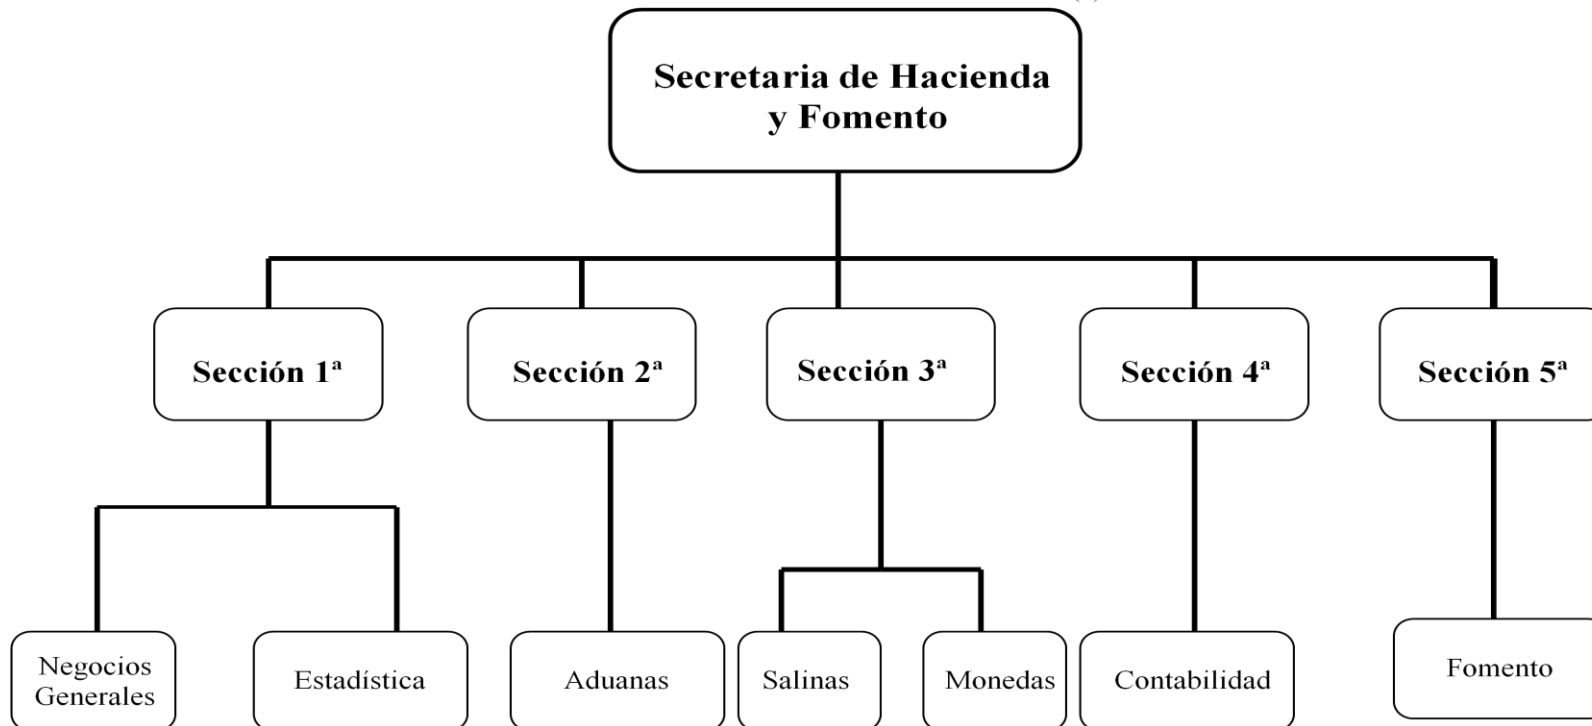 Secretaria de Hacienda
y Fomento
Sección 1ª
Sección 2ª
Sección 3ª
Sección 4ª
Sección 5ª
Negocios
Generales
Estadística
Aduanas
Salinas
Monedas
Contabilidad
Fomento